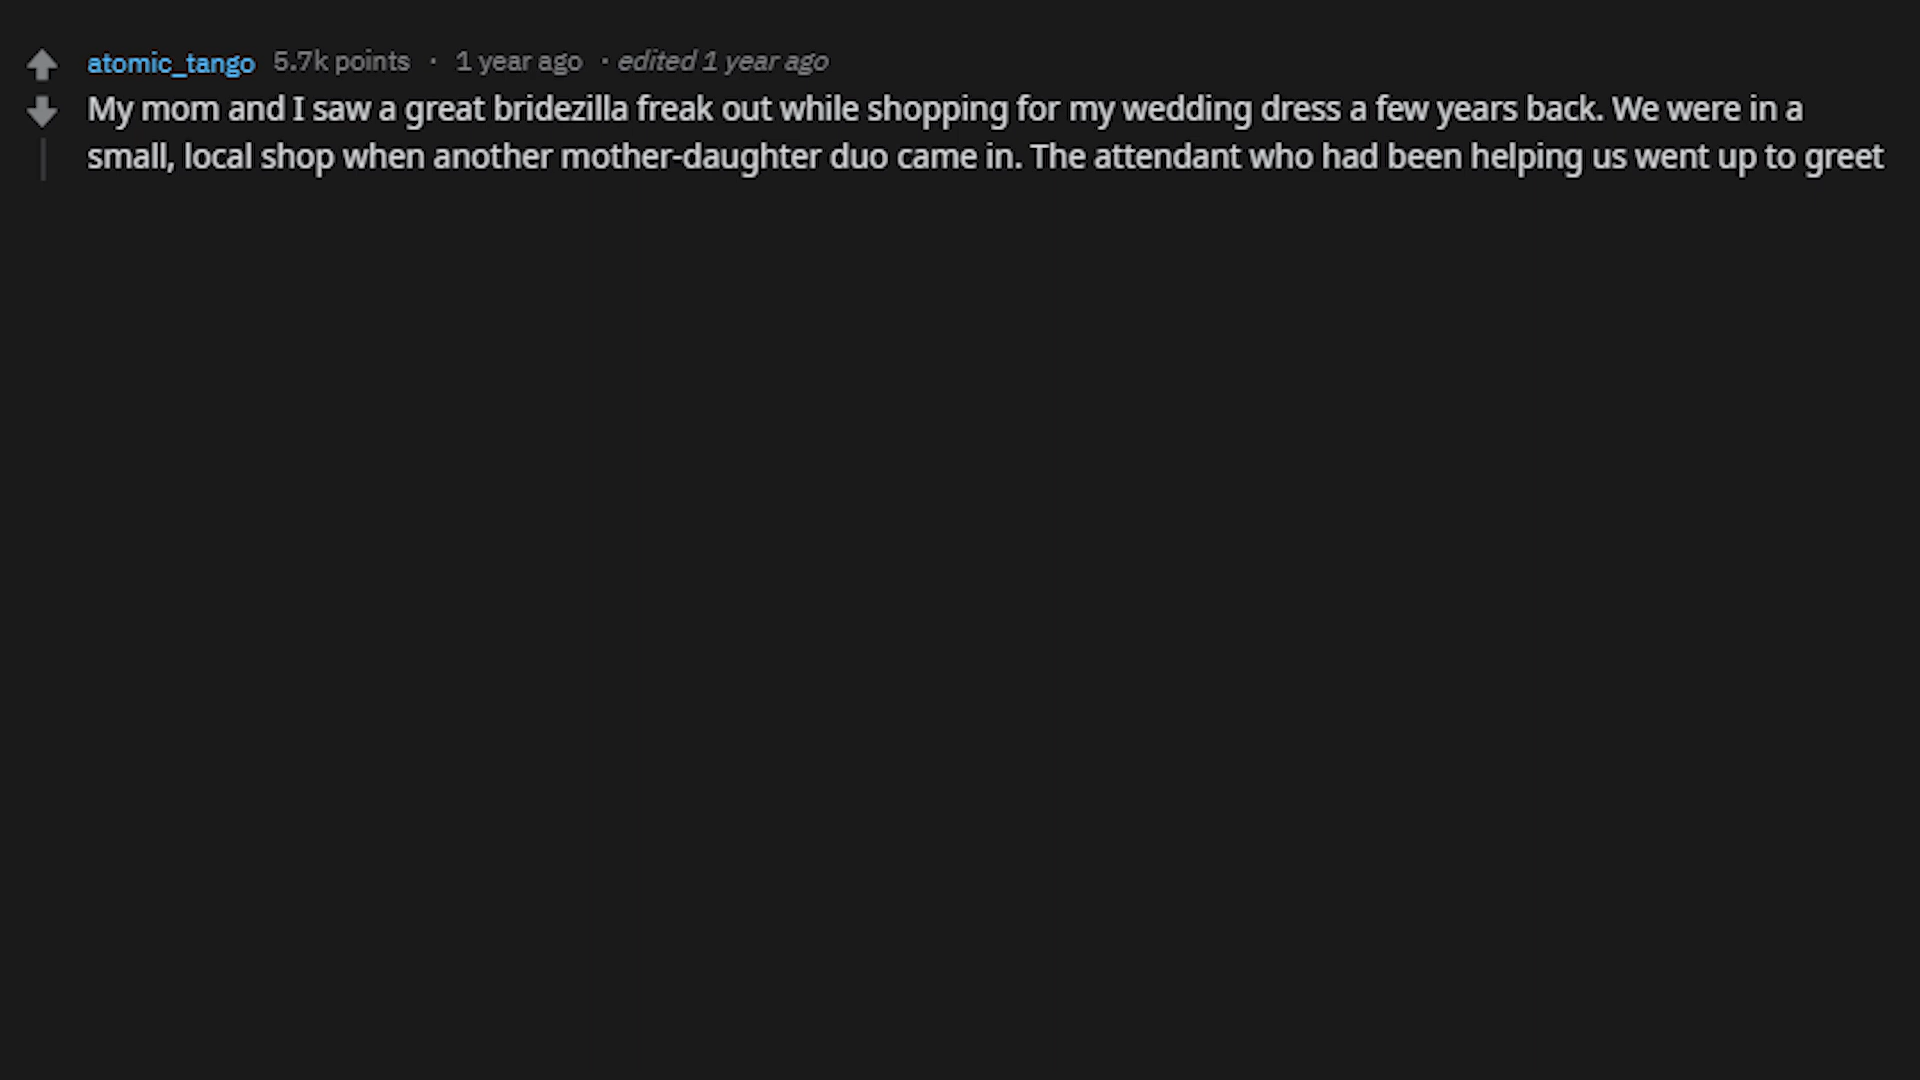 atomic_tango 5.7k points · 1 year ago · edited 1 year ago
My mom and I saw a great bridezilla freak out while shopping for my wedding dress a few years back. We were in a
small, local shop when another mother-daughter duo came in. The attendant who had been helping us went up to greet